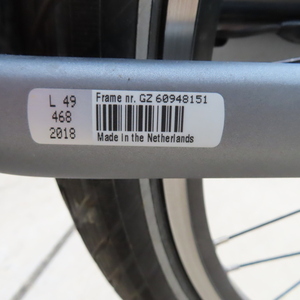 L 49
468
2018
Frame nr. GZ 60948151
Made in the Netherlands